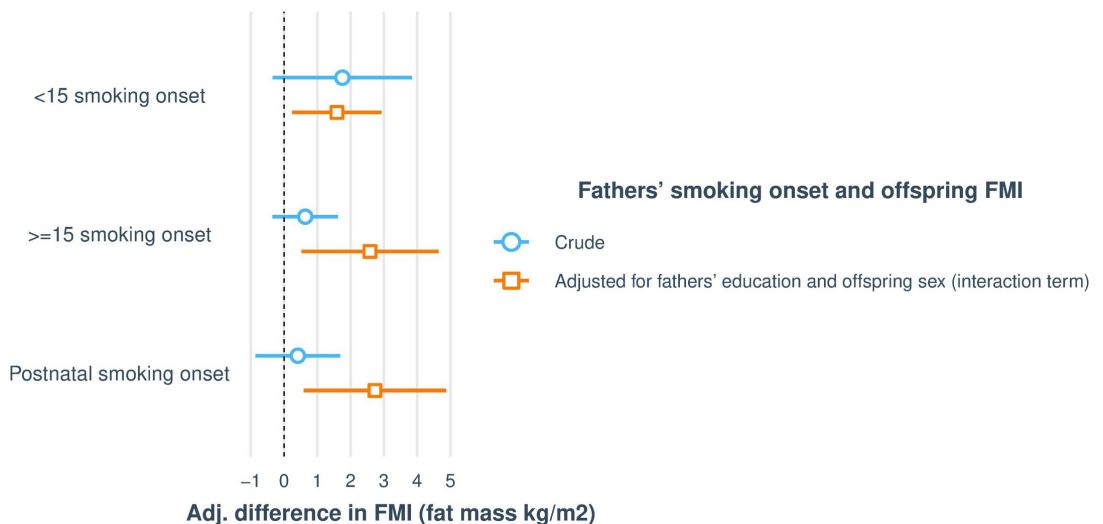 <15 smoking onset
>=15 smoking onset
Postnatal smoking onset
−1 0 1 2 3 4 5
Adj. difference in FMI (fat mass kg/m2)
Fathers’ smoking onset and offspring FMI
Crude
Adjusted for fathers’ education and offspring sex (interaction term)